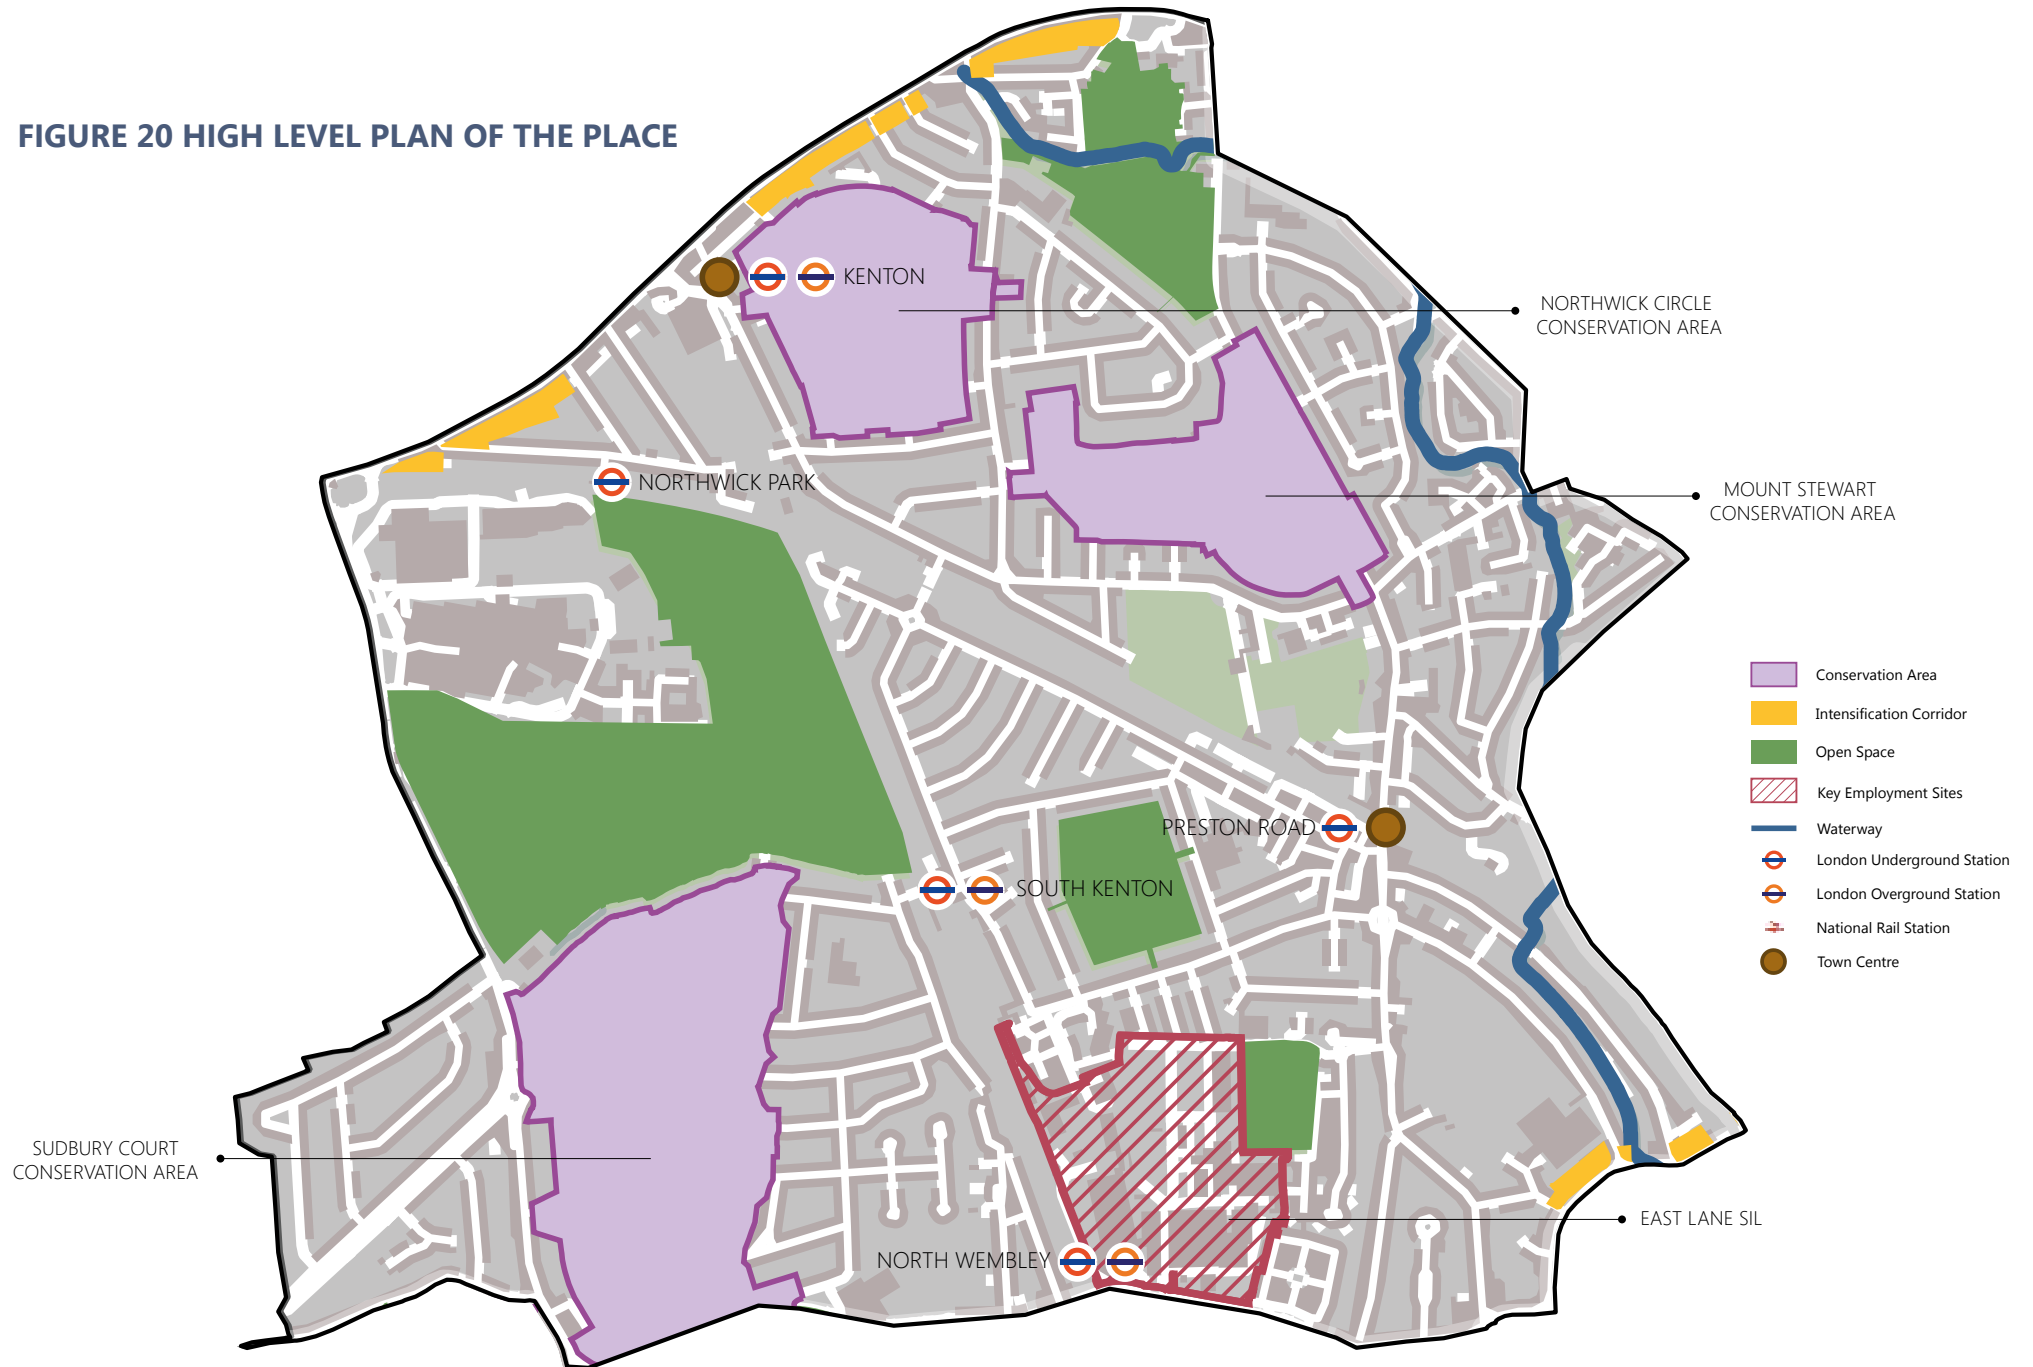 FIGURE 20 HIGH LEVEL PLAN OF THE PLACE
KENTON
NORTHWICK CIRCLE
CONSERVATION AREA
NORTHWICK PARK
MOUNT STEWART
CONSERVATION AREA
Conservation Area
Intensification Corridor
Open Space
Key Employment Sites
Waterway
London Underground Station
London Overground Station
National Rail Station
Town Centre
PRESTON ROAD
SOUTH KENTON
SUDBURY COURT
CONSERVATION AREA
EAST LANE SIL
NORTH WEMBLEY